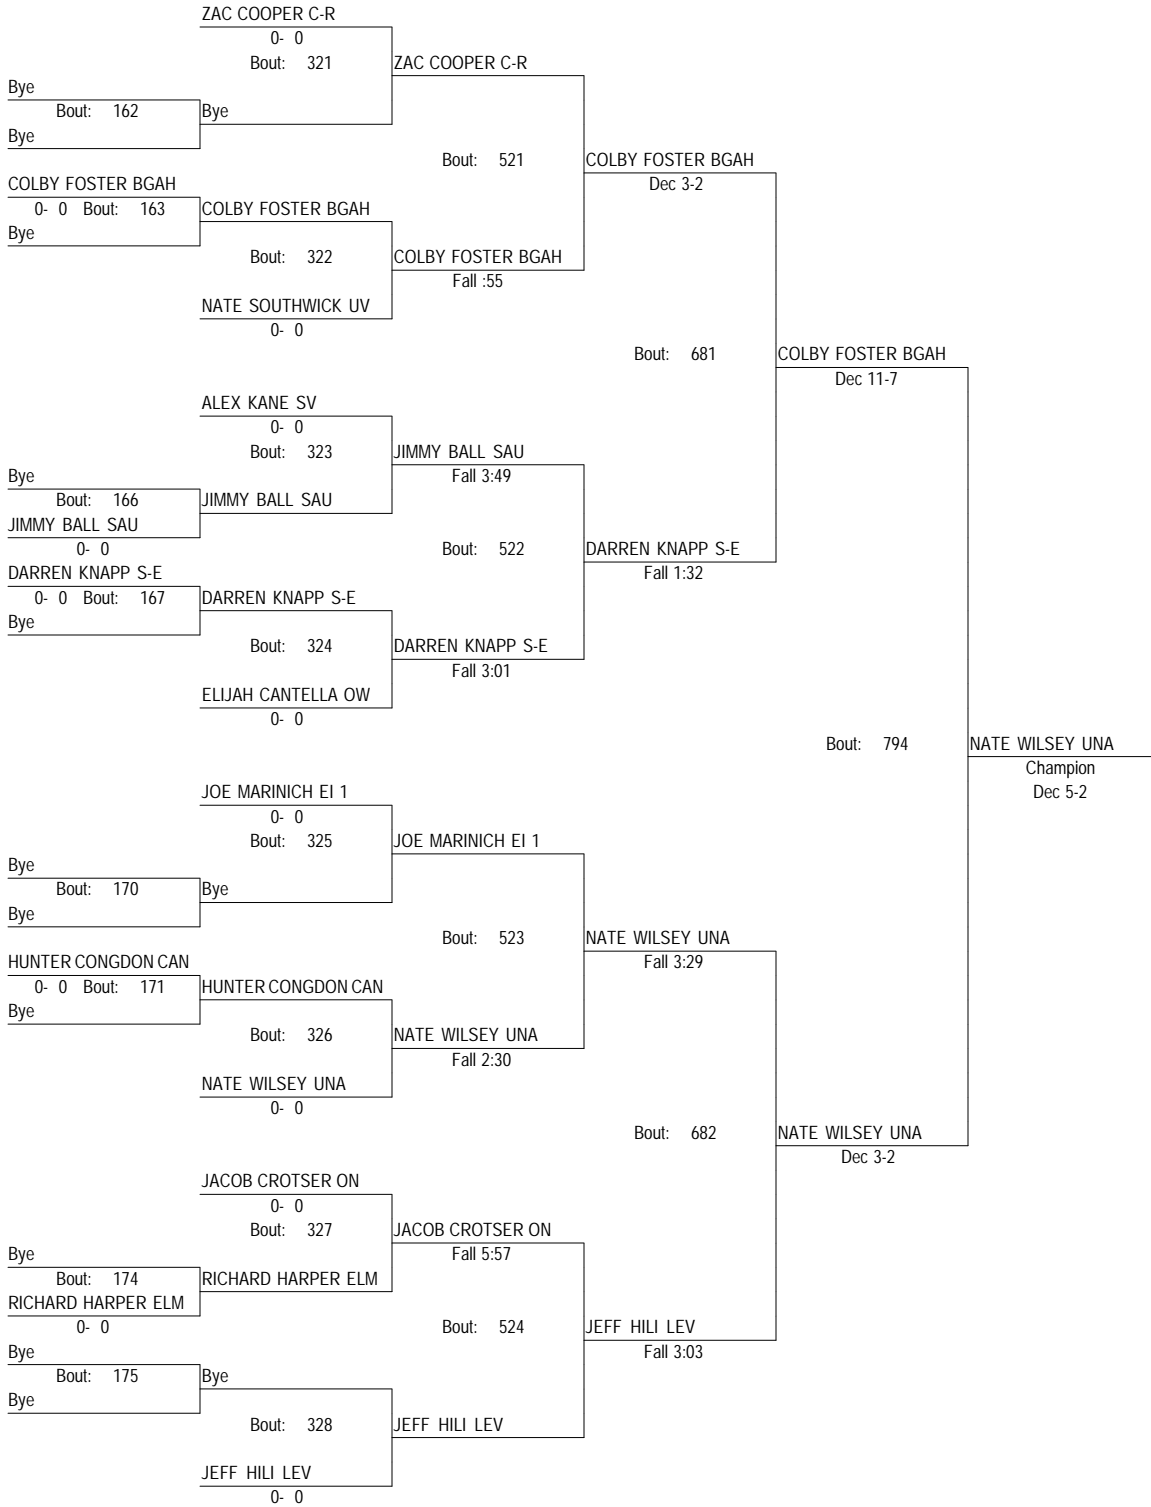 ZAC COOPER C-R
0- 0
Bout: 321
ZAC COOPER C-R
Bye
Bout: 162
Bye
Bye
Bout: 521
COLBY FOSTER BGAH
Dec 3-2
COLBY FOSTER BGAH
0- 0 Bout: 163
COLBY FOSTER BGAH
Bye
Bout: 322
COLBY FOSTER BGAH
Fall :55
NATE SOUTHWICK UV
0- 0
Bout: 681
COLBY FOSTER BGAH
Dec 11-7
ALEX KANE SV
0- 0
Bout: 323
JIMMY BALL SAU
Fall 3:49
Bye
Bout: 166
JIMMY BALL SAU
JIMMY BALL SAU
0- 0
Bout: 522
DARREN KNAPP S-E
Fall 1:32
DARREN KNAPP S-E
0- 0 Bout: 167
DARREN KNAPP S-E
Bye
Bout: 324
DARREN KNAPP S-E
Fall 3:01
ELIJAH CANTELLA OW
0- 0
Bout: 794
NATE WILSEY UNA
Champion
Dec 5-2
JOE MARINICH EI 1
0- 0
Bout: 325
JOE MARINICH EI 1
Bye
Bout: 170
Bye
Bye
Bout: 523
NATE WILSEY UNA
Fall 3:29
HUNTER CONGDON CAN
0- 0 Bout: 171
HUNTER CONGDON CAN
Bye
Bout: 326
NATE WILSEY UNA
Fall 2:30
NATE WILSEY UNA
0- 0
Bout: 682
NATE WILSEY UNA
Dec 3-2
JACOB CROTSER ON
0- 0
Bout: 327
JACOB CROTSER ON
Fall 5:57
Bye
Bout: 174
RICHARD HARPER ELM
RICHARD HARPER ELM
0- 0
Bout: 524
JEFF HILI LEV
Fall 3:03
Bye
Bout: 175
Bye
Bye
Bout: 328
JEFF HILI LEV
JEFF HILI LEV
0- 0